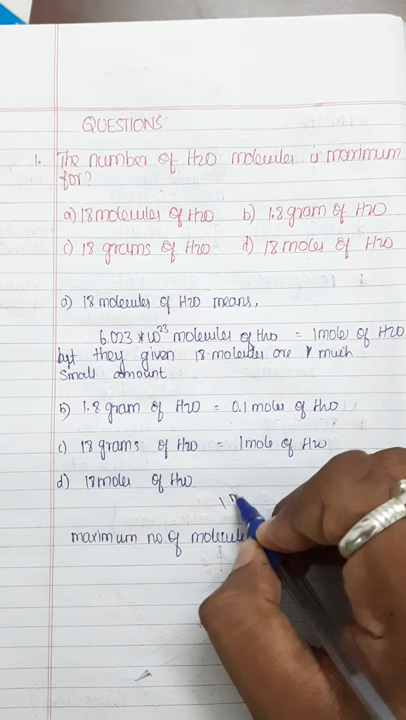 QUESTIONS
1. The number of H2O molecules is maximum
for?
a) 18 molecules of H2O b) 1.8 gram of H2O
c) 18 grams of H2O d) 18 moles of H2O
a) 18 molecules of H2O means,
6.023 * 10^23 molecules of H2O = 1mole of H2O
but they given 18 molecules are much
small amount
b) 1.8 gram of H2O = 0.1 moles of H2O
c) 18 grams of H2O = 1mole of H2O
d) 18 moles of H2O
maximum no. of molecule